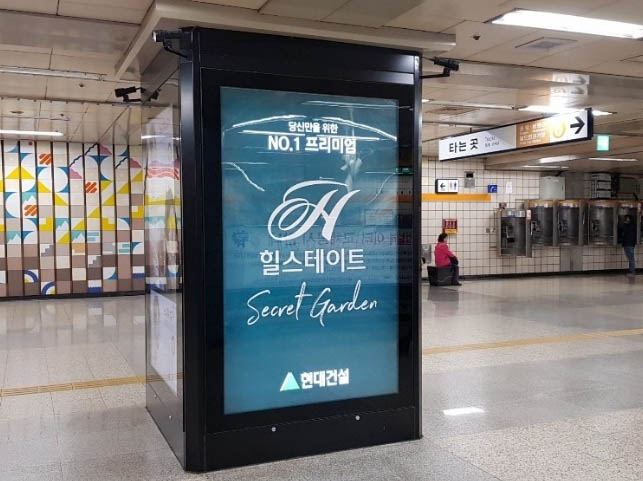 당신만을 위한
NO.1 프리미엄
H
힐스테이트
Secret Garden
현대건설
타는 곳